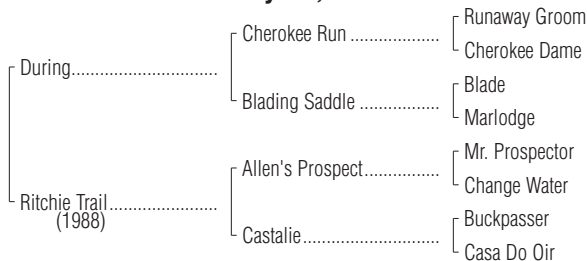 Runaway Groom
Cherokee Run ....................
Cherokee Dame
During.................................
Blade
Blading Saddle ..................
Marlodge
Mr. Prospector
Allen's Prospect.................
Change Water
Ritchie Trail........................
(1988)
Buckpasser
Castalie...............................
Casa Do Oir